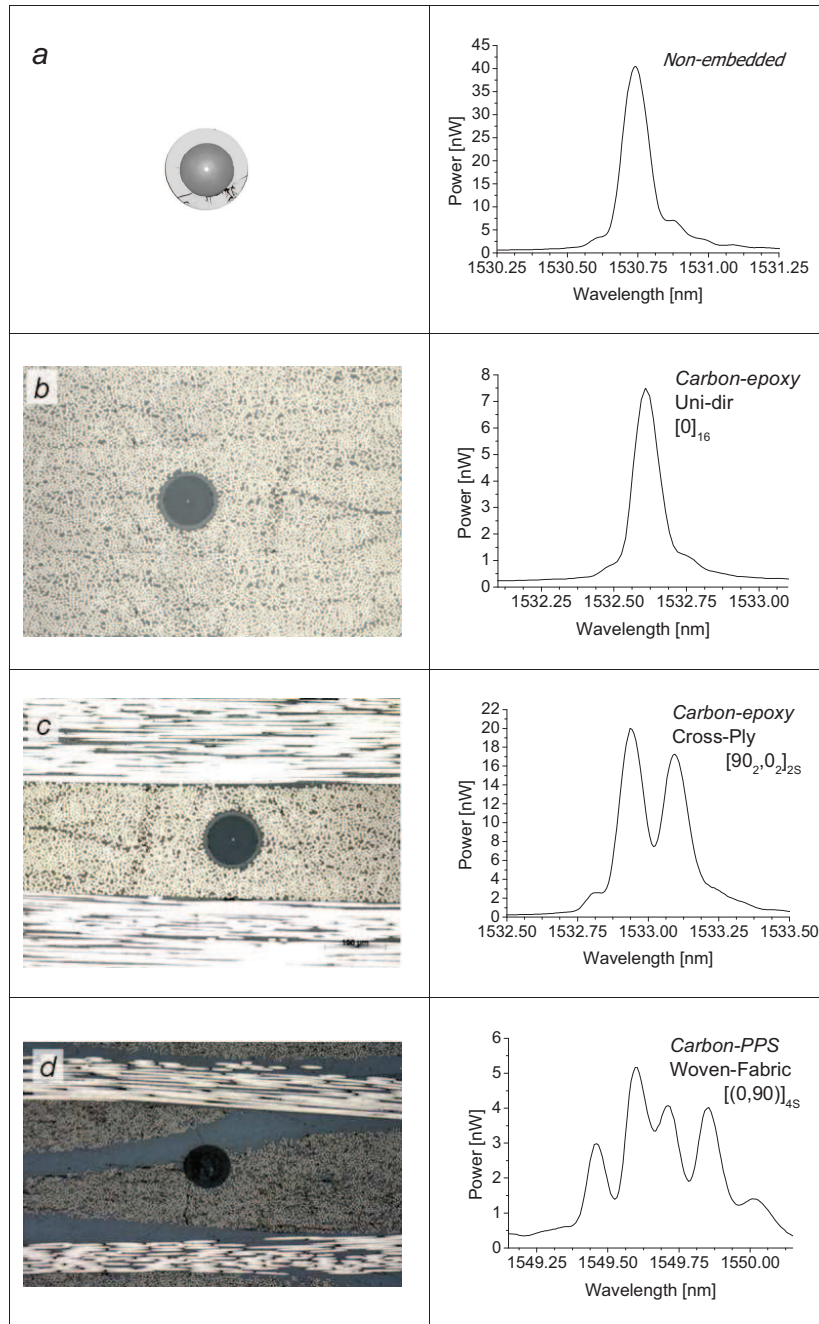 a
Non-embedded
45
40
35
30
25
20
15
10
5
0
Power [nW]
1530.25 1530.50 1530.75 1531.00 1531.25
Wavelength [nm]
b
Carbon-epoxy
Uni-dir
[0]₁₆
8
7
6
5
4
3
2
1
0
Power [nW]
1532.25 1532.50 1532.75 1533.00
Wavelength [nm]
c
100 µm
Carbon-epoxy
Cross-Ply
[90₂,0₂]₂S
22
20
18
16
14
12
10
8
6
4
2
0
Power [nW]
1532.50 1532.75 1533.00 1533.25 1533.50
Wavelength [nm]
d
Carbon-PPS
Woven-Fabric
[(0,90)]₄S
6
5
4
3
2
1
0
Power [nW]
1549.25 1549.50 1549.75 1550.00
Wavelength [nm]